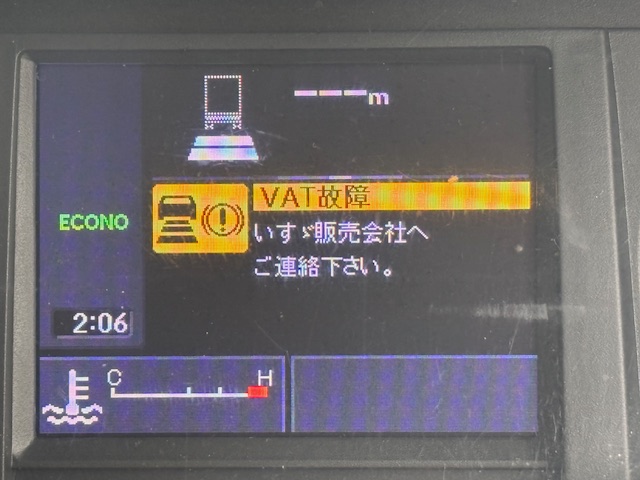 m
VAT故障
ECONO
いすゞ販売会社へ
ご連絡下さい。
2:06
C H